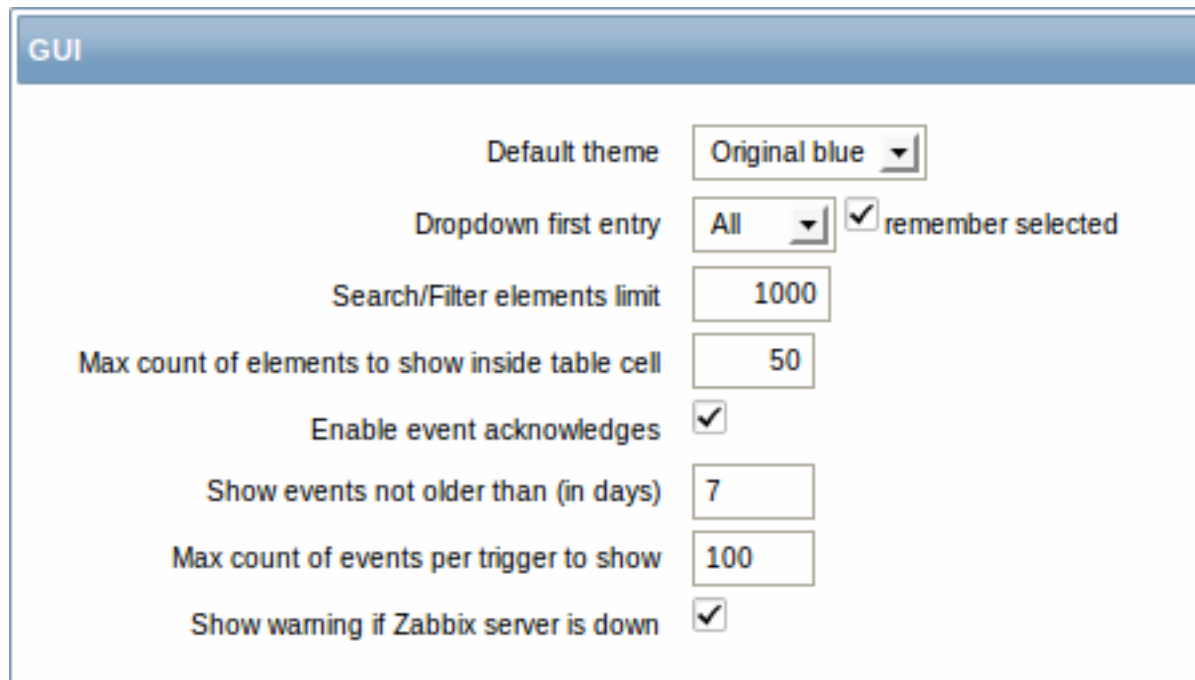 GUI
Default theme Original blue
Dropdown first entry All remember selected
Search/Filter elements limit 1000
Max count of elements to show inside table cell 50
Enable event acknowledges
Show events not older than (in days) 7
Max count of events per trigger to show 100
Show warning if Zabbix server is down